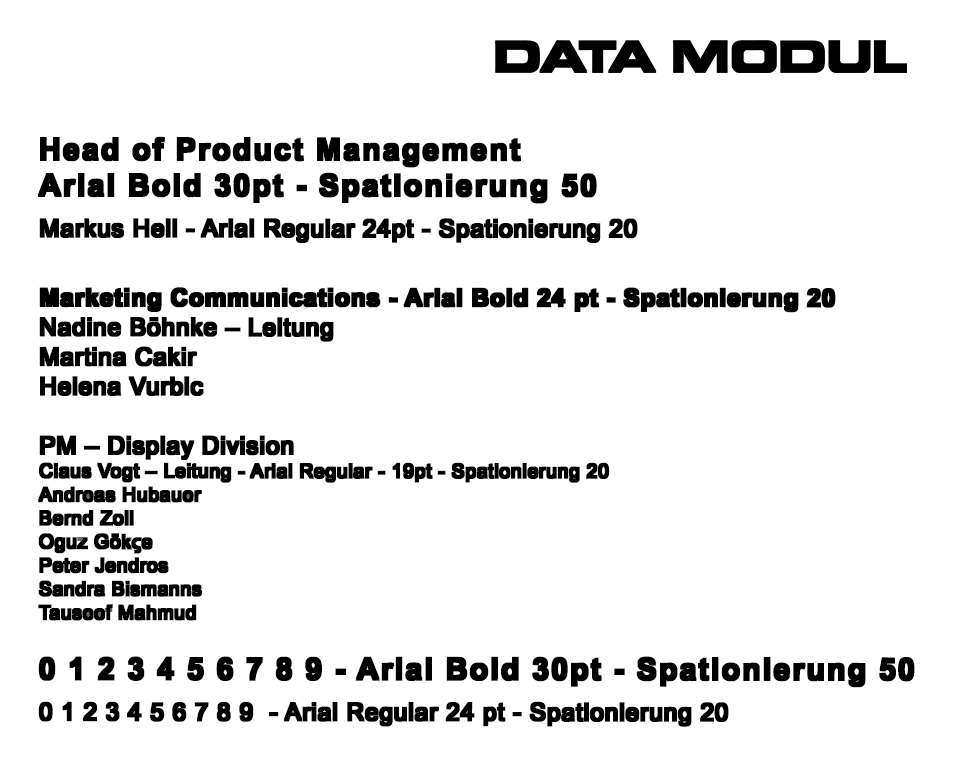 DATA MODUL
Head of Product Management
Arial Bold 30pt - Spationierung 50
Markus Hell - Arial Regular 24pt - Spationierung 20
Marketing Communications - Arial Bold 24 pt - Spationierung 20
Nadine Böhnke – Leitung
Martina Cakir
Helena Vurbic
PM – Display Division
Claus Vogt – Leitung - Arial Regular - 19pt - Spationierung 20
Andreas Hubauer
Bernd Zoll
Oguz Gökçe
Peter Jendros
Sandra Bismanns
Tauseef Mahmud
0 1 2 3 4 5 6 7 8 9 - Arial Bold 30pt - Spationierung 50
0 1 2 3 4 5 6 7 8 9 - Arial Regular 24 pt - Spationierung 20